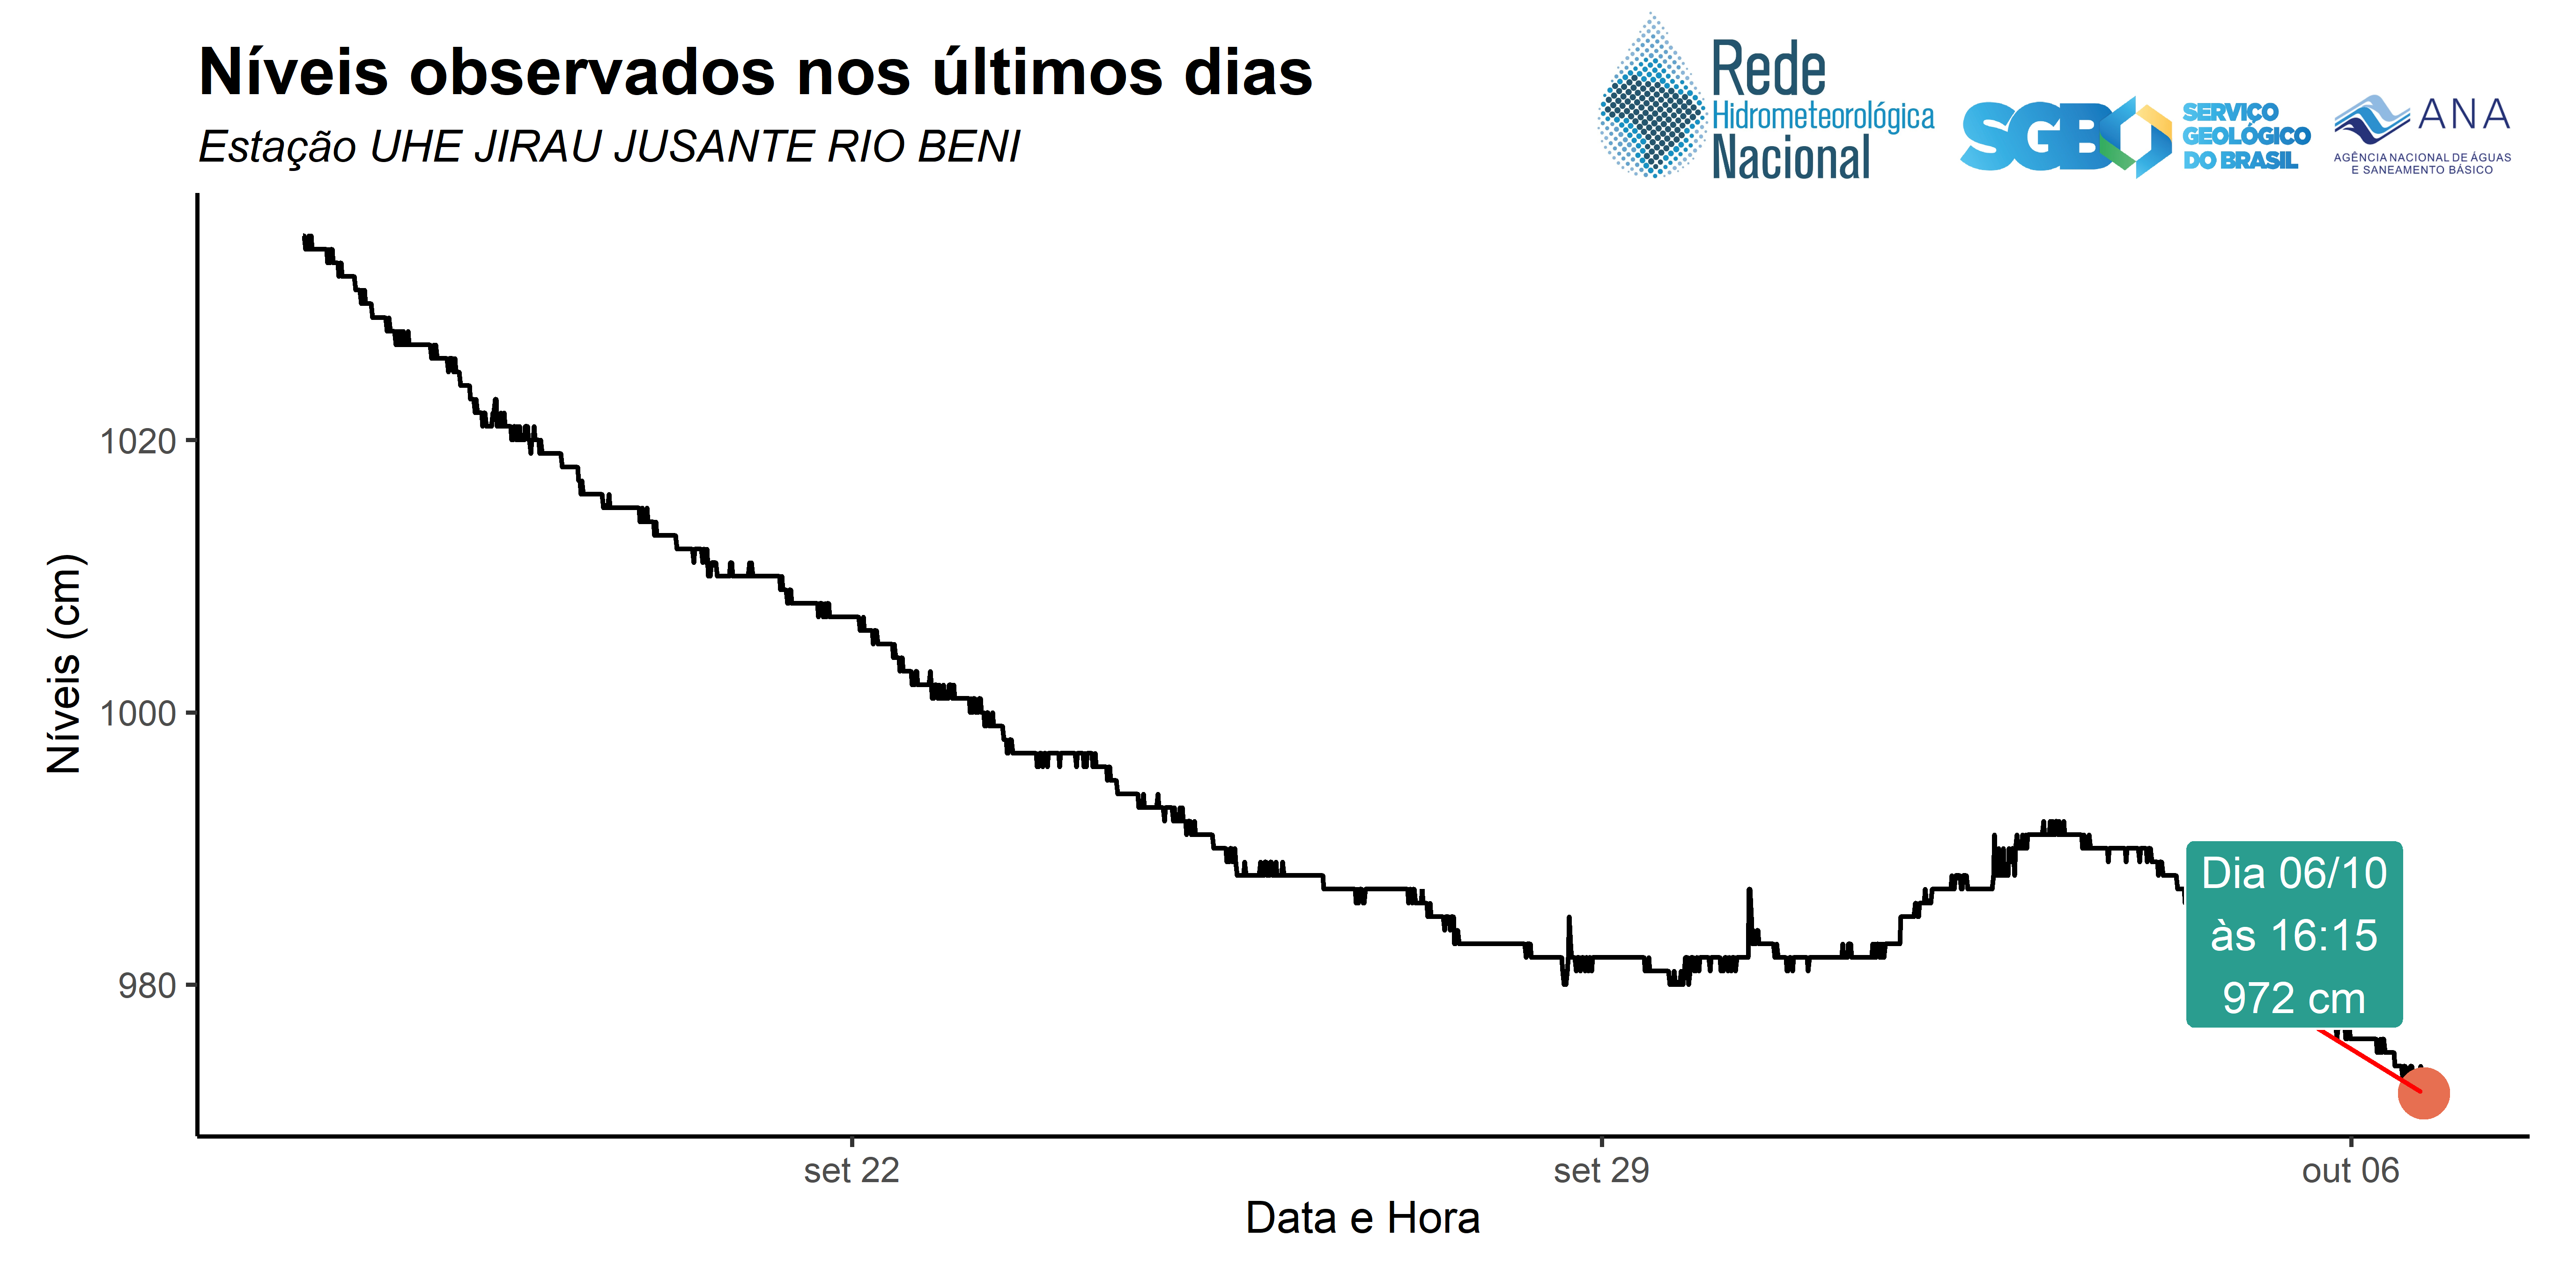 Níveis observados nos últimos dias
Estação UHE JIRAU JUSANTE RIO BENI
Rede
Hidrometeorológica
Nacional
SGB
SERVIÇO
GEOLÓGICO
DO BRASIL
ANA
AGÊNCIA NACIONAL DE ÁGUAS
E SANEAMENTO BÁSICO
Níveis (cm)
1020
1000
980
Dia 06/10
às 16:15
972 cm
set 22
set 29
out 06
Data e Hora